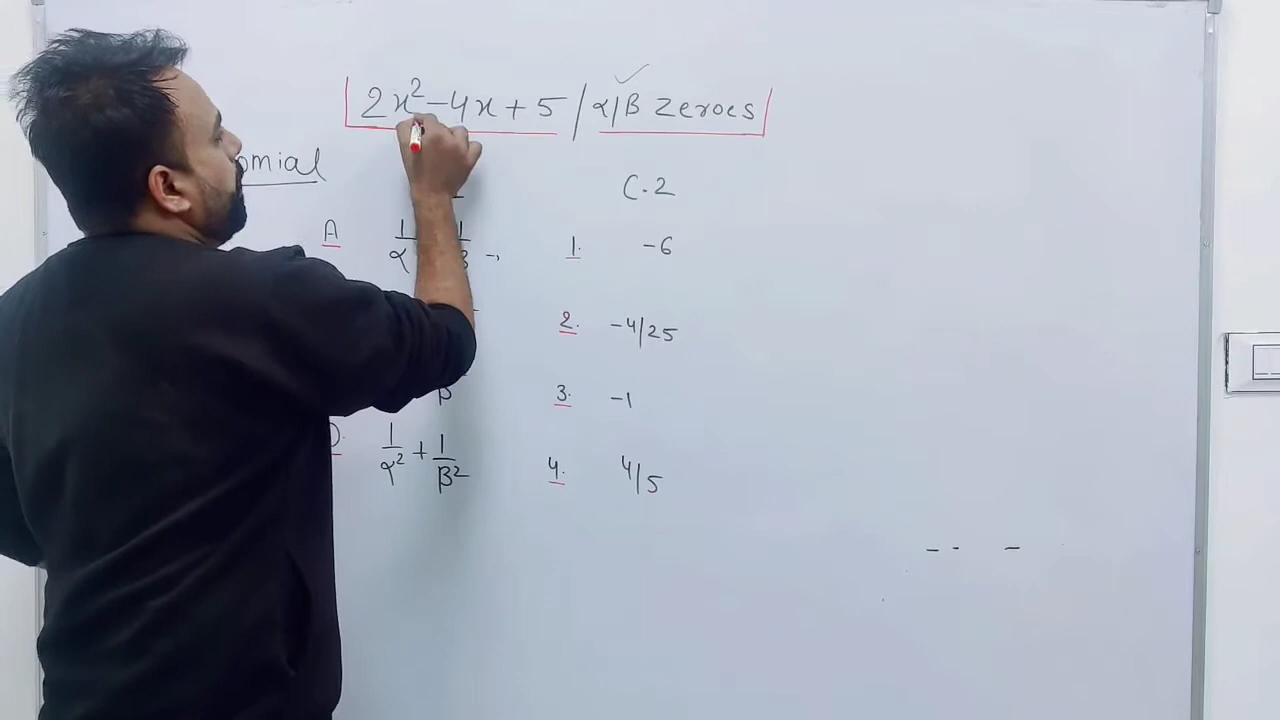 2x² - 4x + 5 / α/β zeroes
C.2
A 1/α 1/β 1. -6
2. -4/25
β 3. -1
D. 1/α² + 1/β² 4. 4/5